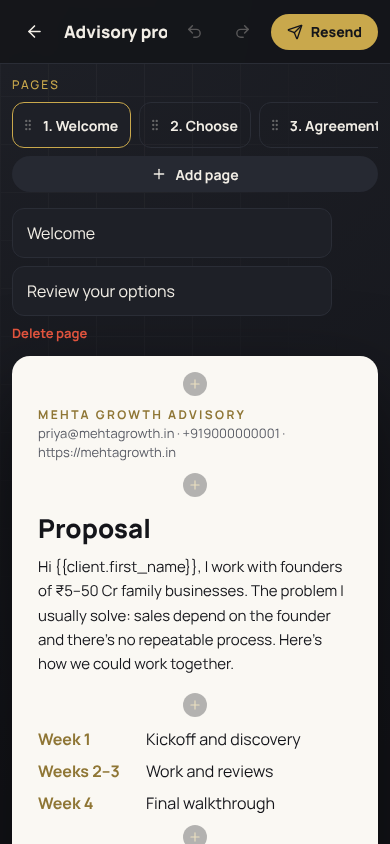 Advisory pro
Resend
PAGES
1. Welcome
2. Choose
3. Agreement
+ Add page
Welcome
Review your options
Delete page
MEHTA GROWTH ADVISORY
priya@mehtagrowth.in · +919000000001 ·
https://mehtagrowth.in
Proposal
Hi {{client.first_name}}, I work with founders
of ₹5–50 Cr family businesses. The problem I
usually solve: sales depend on the founder
and there's no repeatable process. Here's
how we could work together.
Week 1 Kickoff and discovery
Weeks 2–3 Work and reviews
Week 4 Final walkthrough